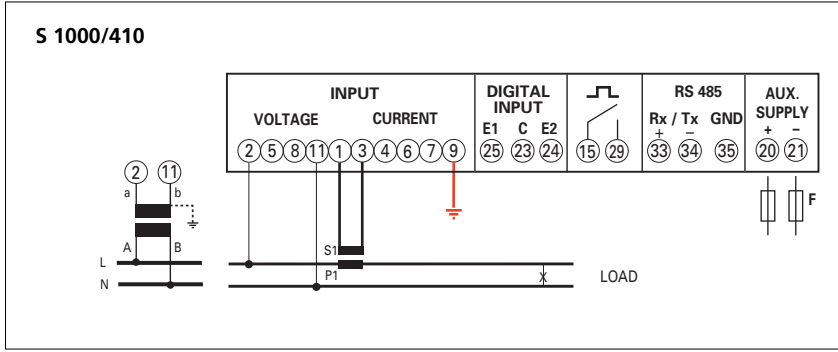 S 1000/410
INPUT
VOLTAGE CURRENT
2 5 8 11 1 3 4 6 7 9
DIGITAL
INPUT
E1 C E2
25 23 24
15 29
RS 485
Rx / Tx GND
+ –
33 34 35
AUX.
SUPPLY
+ –
20 21
F
2 11
a b
A B
L
N
S1
P1
X
LOAD